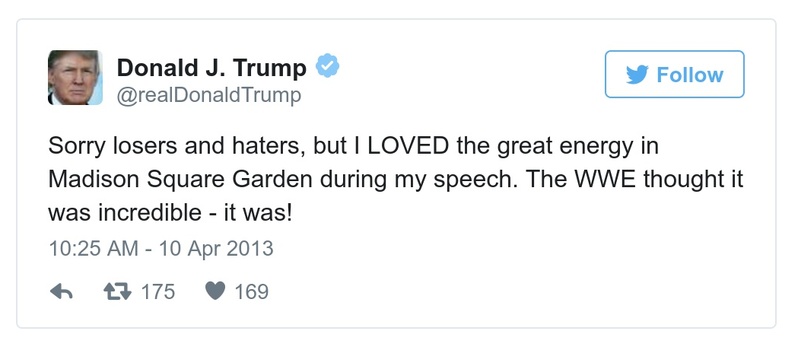 Donald J. Trump
@realDonaldTrump
Follow
Sorry losers and haters, but I LOVED the great energy in
Madison Square Garden during my speech. The WWE thought it
was incredible - it was!
10:25 AM - 10 Apr 2013
175 169